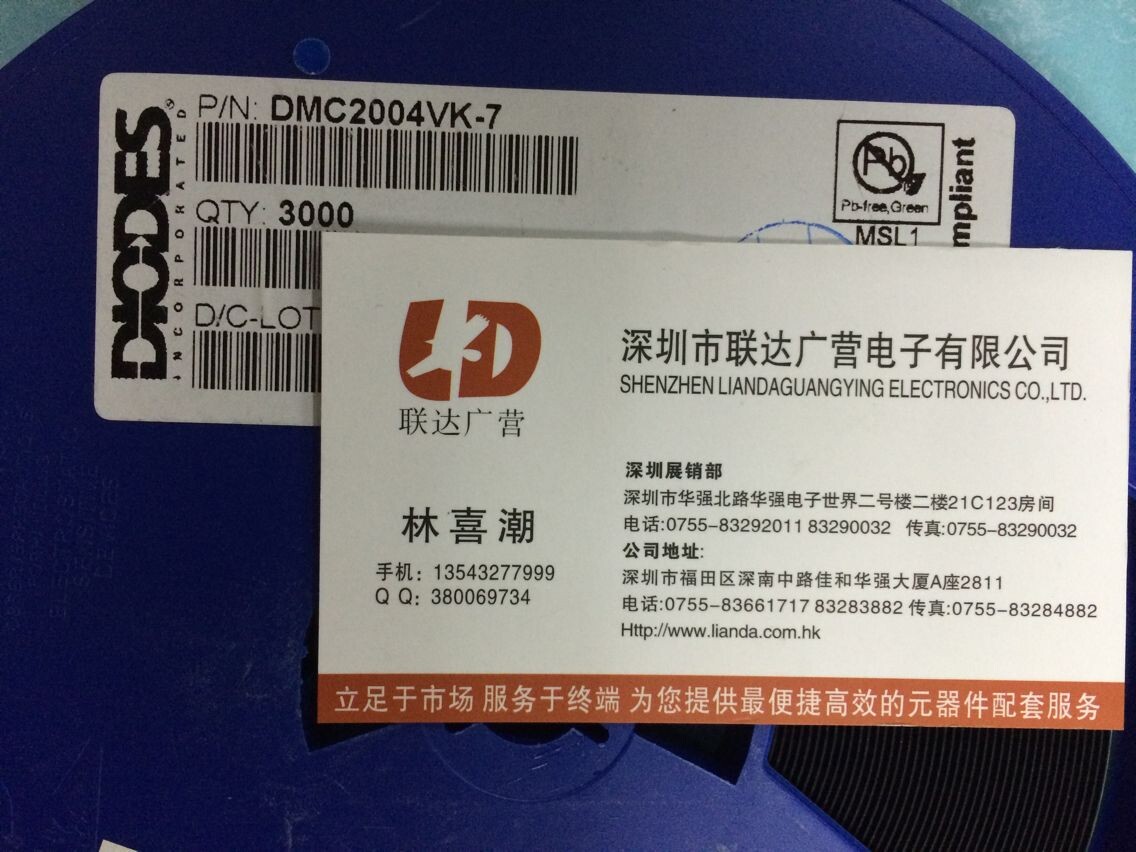 DIODES®
INCORPORATED
P/N: DMC2004VK-7
QTY: 3000
D/C-LOT
Pb
Pb-free,Green
MSL1
mpliant
LD
联达广营
深圳市联达广营电子有限公司
SHENZHEN LIANDAGUANGYING ELECTRONICS CO.,LTD.
林喜潮
手机：13543277999
Q Q：380069734
深圳展销部
深圳市华强北路华强电子世界二号楼二楼21C123房间
电话:0755-83292011 83290032 传真:0755-83290032
公司地址:
深圳市福田区深南中路佳和华强大厦A座2811
电话:0755-83661717 83283882 传真:0755-83284882
Http://www.lianda.com.hk
立足于市场 服务于终端 为您提供最便捷高效的元器件配套服务